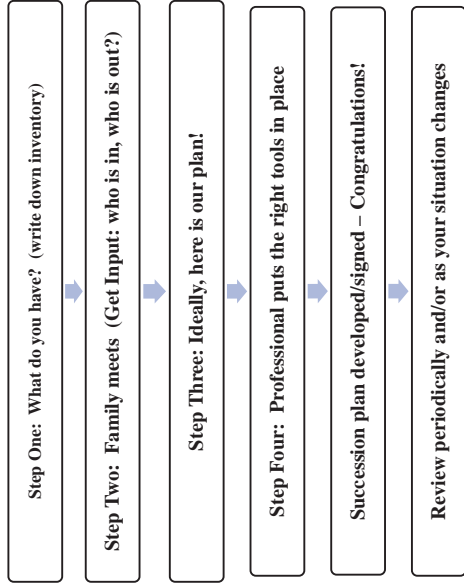 Step One: What do you have? (write down inventory)
Step Two: Family meets (Get Input: who is in, who is out?)
Step Three: Ideally, here is our plan!
Step Four: Professional puts the right tools in place
Succession plan developed/signed – Congratulations!
Review periodically and/or as your situation changes